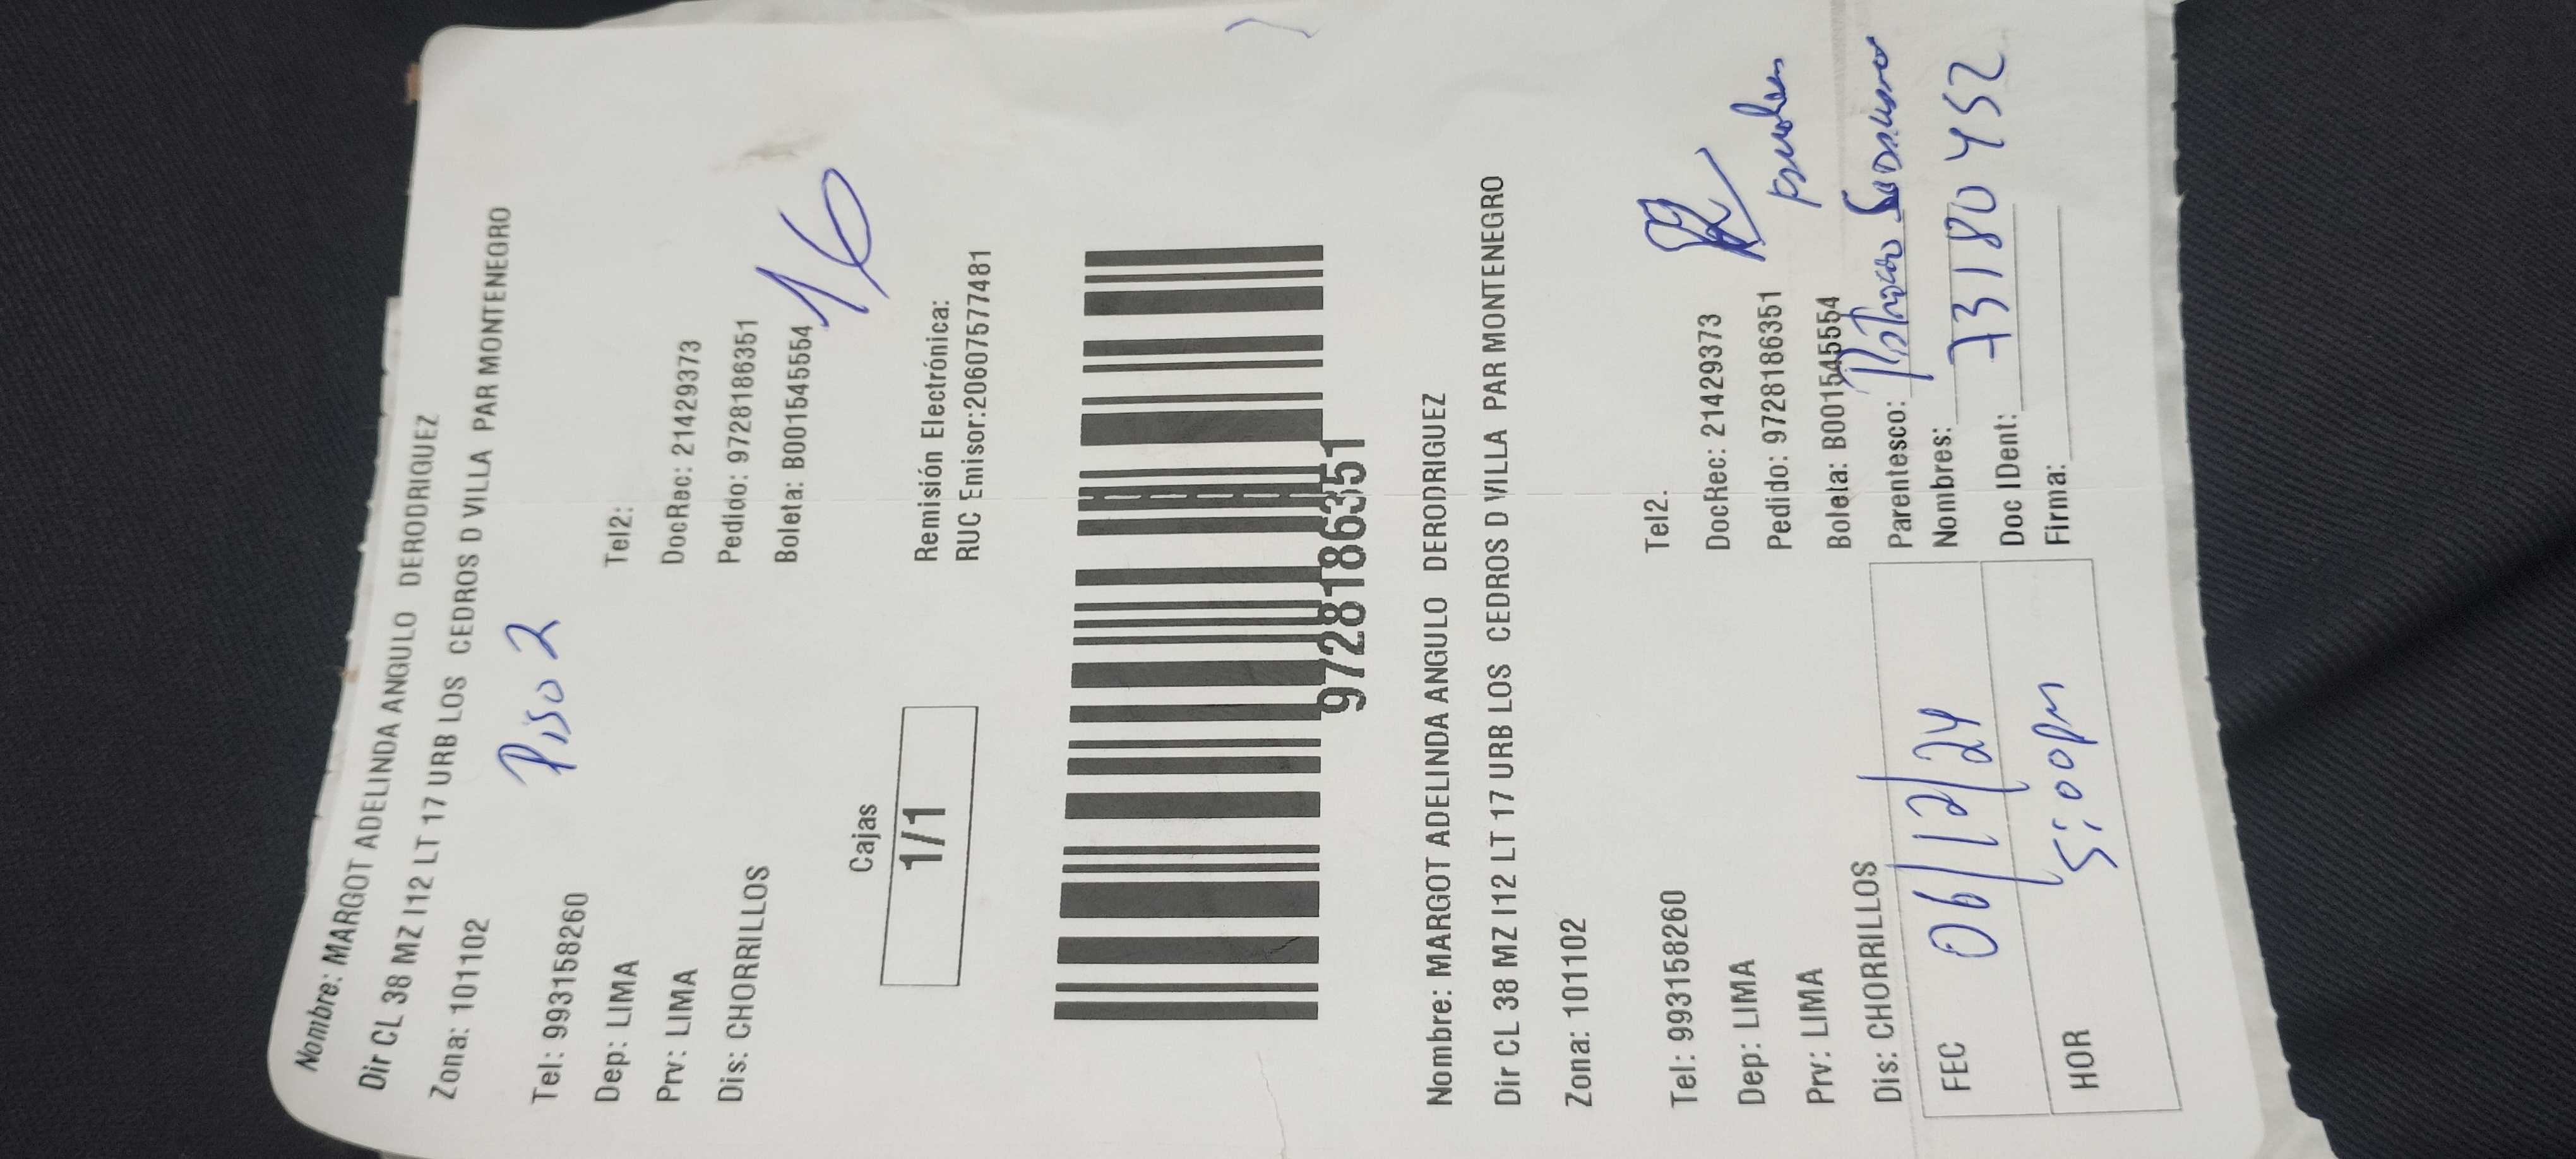 Nombre: MARGOT ADELINDA ANGULO DERODRIGUEZ
Dir CL 38 MZ I12 LT 17 URB LOS CEDROS D VILLA PAR MONTENEGRO
Zona: 101102
Piso 2
Tel: 993158260 Tel2:
Dep: LIMA DocRec: 21429373
Prv: LIMA Pedido: 9728186351
Dis: CHORRILLOS Boleta: B001545554
16
Cajas
1/1
Remisión Electrónica:
RUC Emisor:20607577481
9728186351
Nombre: MARGOT ADELINDA ANGULO DERODRIGUEZ
Dir CL 38 MZ I12 LT 17 URB LOS CEDROS D VILLA PAR MONTENEGRO
Zona: 101102
Tel: 993158260 Tel2.
Dep: LIMA DocRec: 21429373
Prv: LIMA Pedido: 9728186351
Dis: CHORRILLOS Boleta: B001545554
FEC 06/12/24 Parentesco:
Nombres:
HOR 5:00pm Doc IDent: 73180452
Firma: